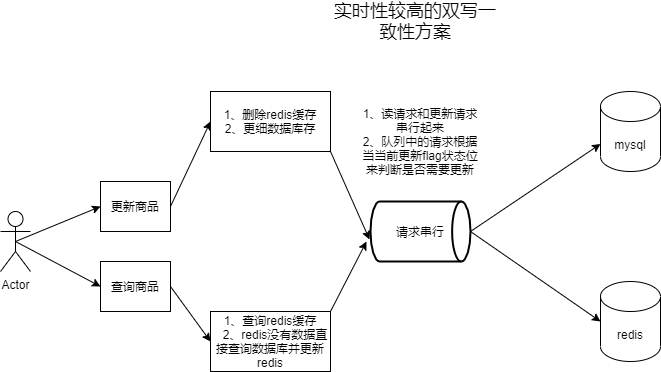 实时性较高的双写一
致性方案
1、删除redis缓存
2、更细数据库存
1、读请求和更新请求
串行起来
2、队列中的请求根据
当当前更新flag状态位
来判断是否需要更新
mysql
更新商品
请求串行
Actor
查询商品
1、查询redis缓存
2、redis没有数据直
接查询数据库并更新
redis
redis